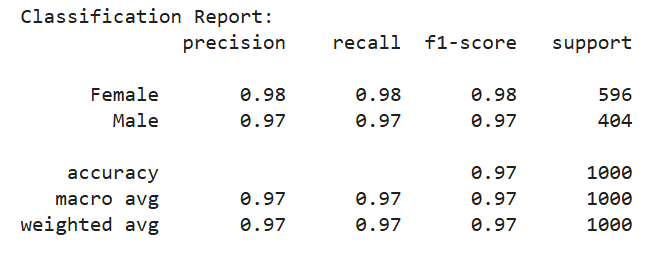 Classification Report:
precision recall f1-score support
Female 0.98 0.98 0.98 596
Male 0.97 0.97 0.97 404
accuracy 0.97 1000
macro avg 0.97 0.97 0.97 1000
weighted avg 0.97 0.97 0.97 1000